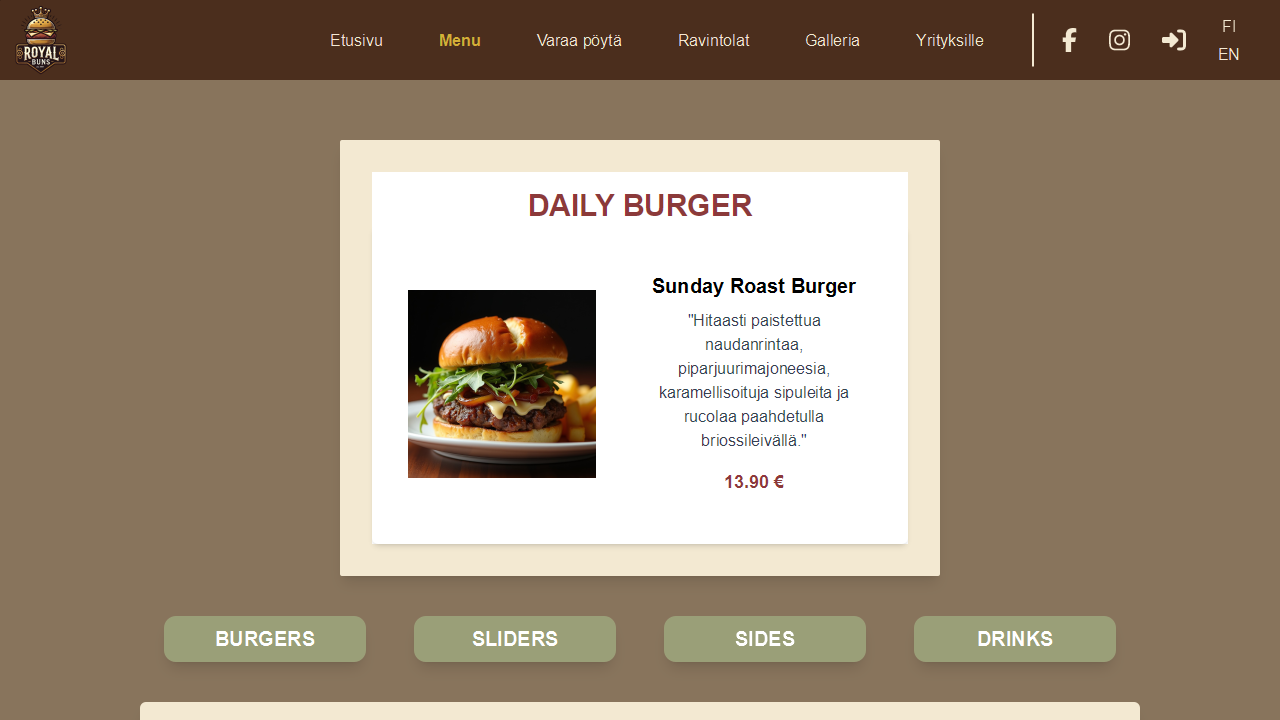 ROYAL
BUNS
Etusivu
Menu
Varaa pöytä
Ravintolat
Galleria
Yrityksille
FI
EN
DAILY BURGER
Sunday Roast Burger
"Hitaasti paistettua
naudanrintaa,
piparjuurimajoneesia,
karamellisoituja sipuleita ja
rucolaa paahdetulla
briossileivällä."
13.90 €
BURGERS
SLIDERS
SIDES
DRINKS